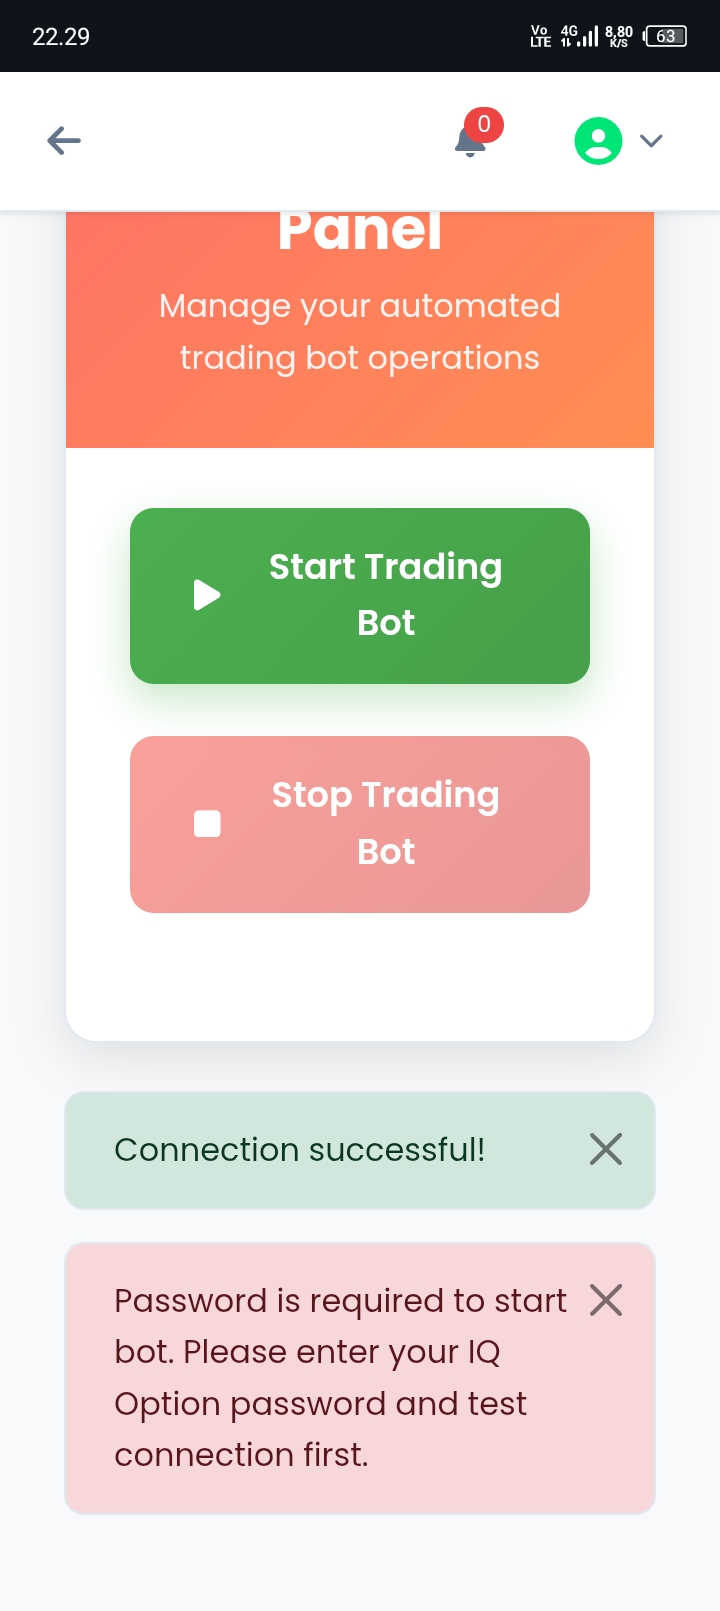 22.29
Vo LTE 4G 8,80 K/S 63
0
Panel
Manage your automated
trading bot operations
Start Trading
Bot
Stop Trading
Bot
Connection successful!
Password is required to start
bot. Please enter your IQ
Option password and test
connection first.